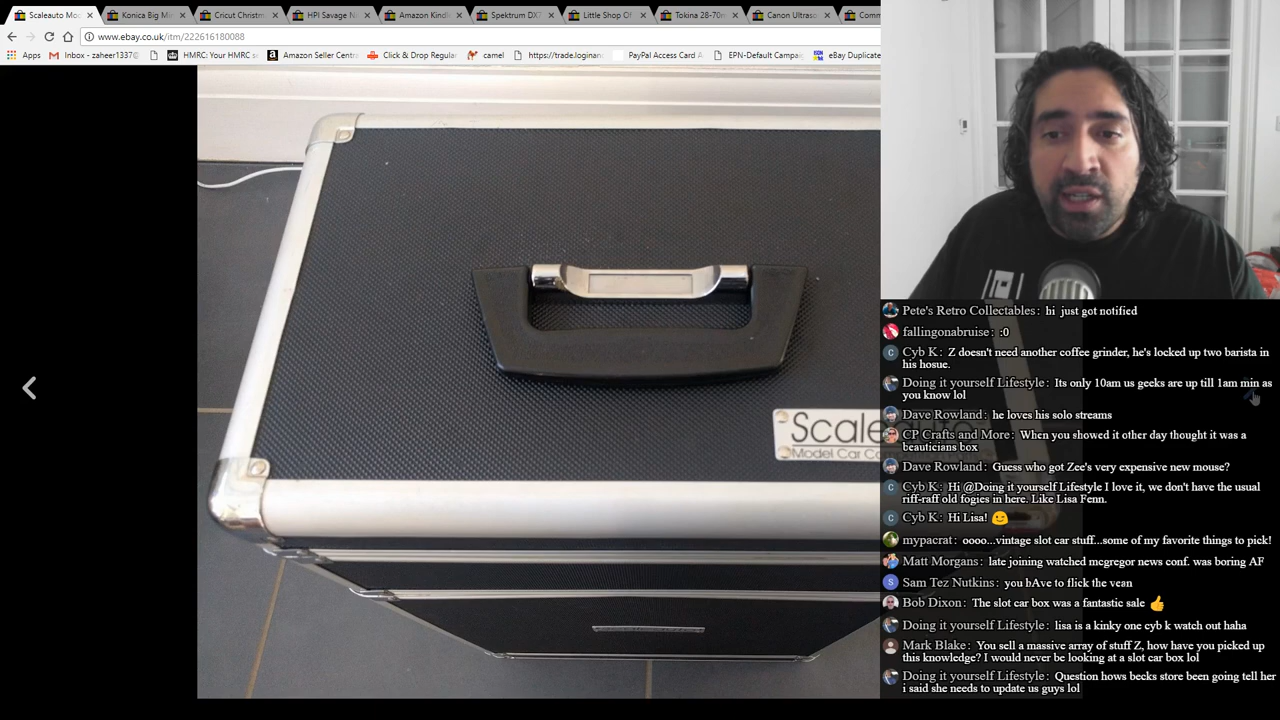 Scaleauto Mod
Konica Big Mi
Cricut Christm
HPI Savage Ni
Amazon Kindl
Spektrum DX7
Little Shop Of
Tokina 28-70m
Canon Ultraso
Comm
www.ebay.co.uk/itm/222616180088
Apps
Inbox - zaheer1337@
HMRC: Your HMRC se
Amazon Seller Centra
Click & Drop Regular
camel
https://trade.loginanc
PayPal Access Card A
EPN-Default Campai
eBay Duplicate
Scaleauto
Model Car Com
Pete's Retro Collectables: hi just got notified
fallingonabruise : :0
Cyb K: Z doesn't need another coffee grinder, he's locked up two barista in
his hosue.
Doing it yourself Lifestyle: Its only 10am us geeks are up till 1am min as
you know lol
Dave Rowland: he loves his solo streams
CP Crafts and More: When you showed it other day thought it was a
beauticians box
Dave Rowland: Guess who got Zee's very expensive new mouse?
Cyb K: Hi @Doing it yourself Lifestyle I love it, we don't have the usual
riff-raff old fogies in here. Like Lisa Fenn.
Cyb K: Hi Lisa! 😉
mypacrat: oooo...vintage slot car stuff...some of my favorite things to pick!
Matt Morgans: late joining watched mcgregor news conf. was boring AF
Sam Tez Nutkins: you hAve to flick the vean
Bob Dixon: The slot car box was a fantastic sale 👍
Doing it yourself Lifestyle: lisa is a kinky one cyb k watch out haha
Mark Blake: You sell a massive array of stuff Z, how have you picked up
this knowledge? I would never be looking at a slot car box lol
Doing it yourself Lifestyle: Question hows becks store been going tell her
i said she needs to update us guys lol